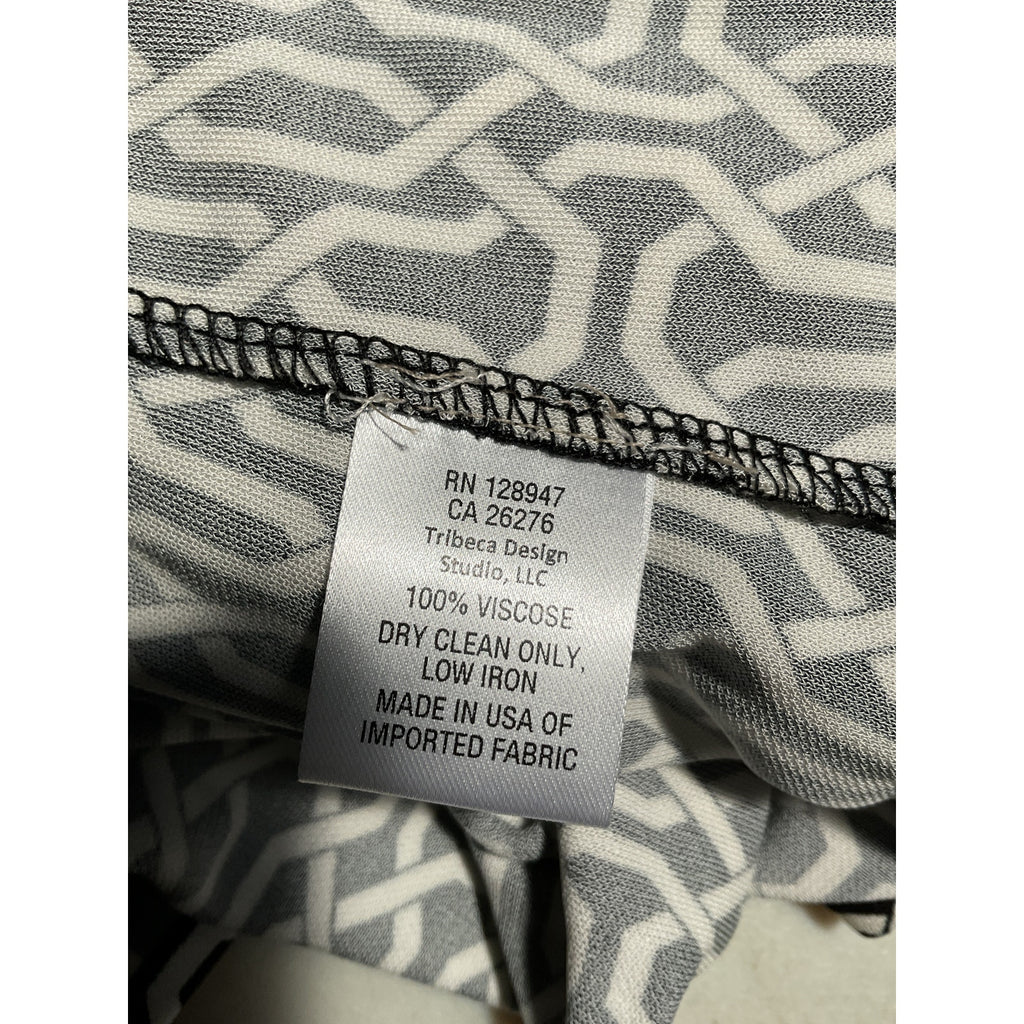 RN 128947
CA 26276
Tribeca Design
Studio, LLC
100% VISCOSE
DRY CLEAN ONLY,
LOW IRON
MADE IN USA OF
IMPORTED FABRIC